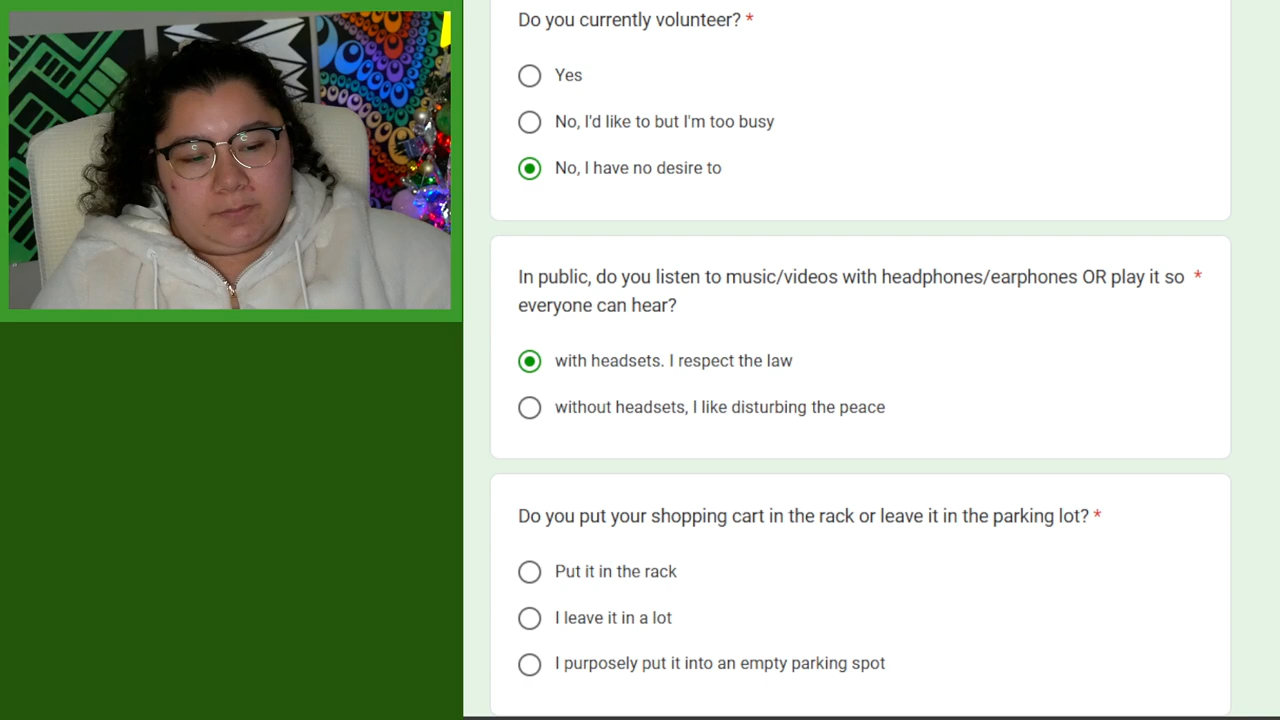 Do you currently volunteer? *
Yes
No, I'd like to but I'm too busy
No, I have no desire to
In public, do you listen to music/videos with headphones/earphones OR play it so *
everyone can hear?
with headsets. I respect the law
without headsets, I like disturbing the peace
Do you put your shopping cart in the rack or leave it in the parking lot? *
Put it in the rack
I leave it in a lot
I purposely put it into an empty parking spot